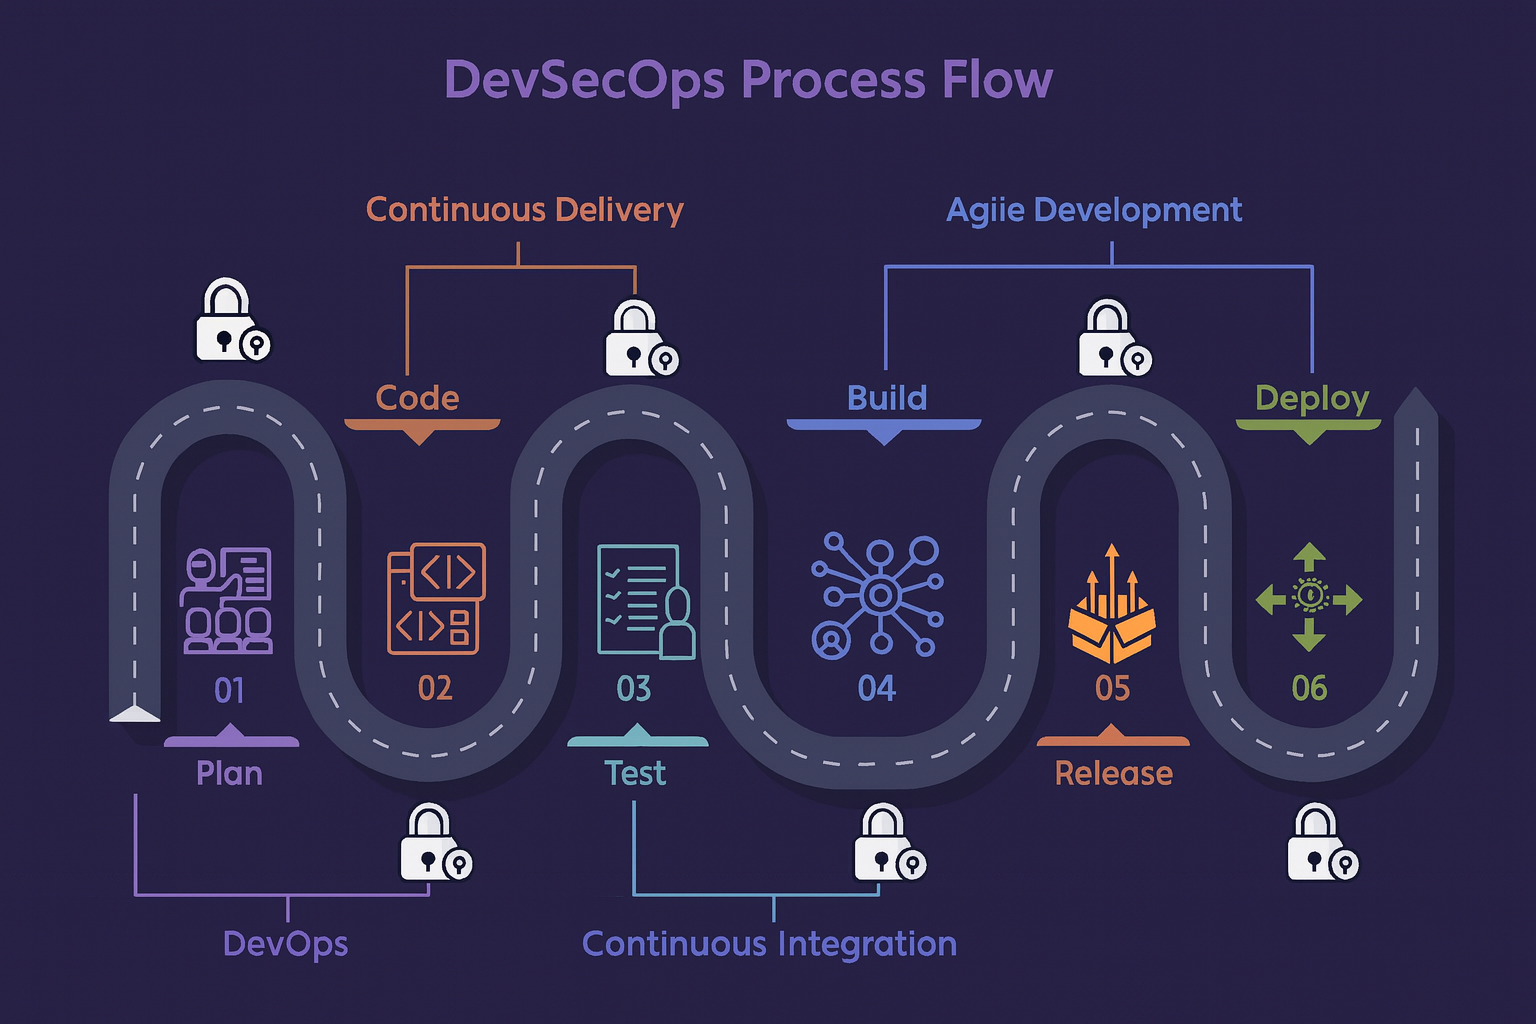 DevSecOps Process Flow
Continuous Delivery
Agiie Development
Code
Build
Deploy
01
02
03
04
05
06
Plan
Test
Release
DevOps
Continuous Integration